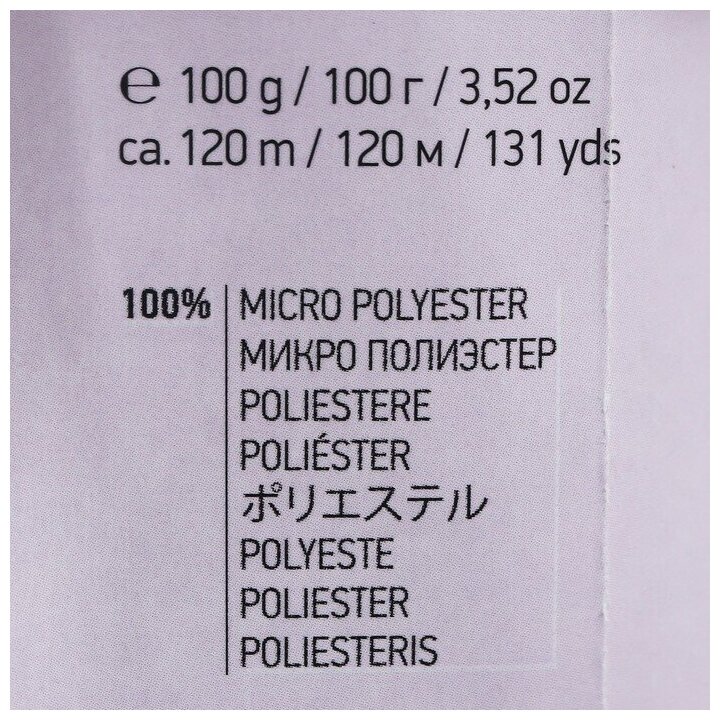 ℮ 100 g / 100 г / 3,52 oz
ca. 120 m / 120 м / 131 yds
100% MICRO POLYESTER
МИКРО ПОЛИЭСТЕР
POLIESTERE
POLIÉSTER
ポリエステル
POLYESTE
POLIESTER
POLIESTERIS